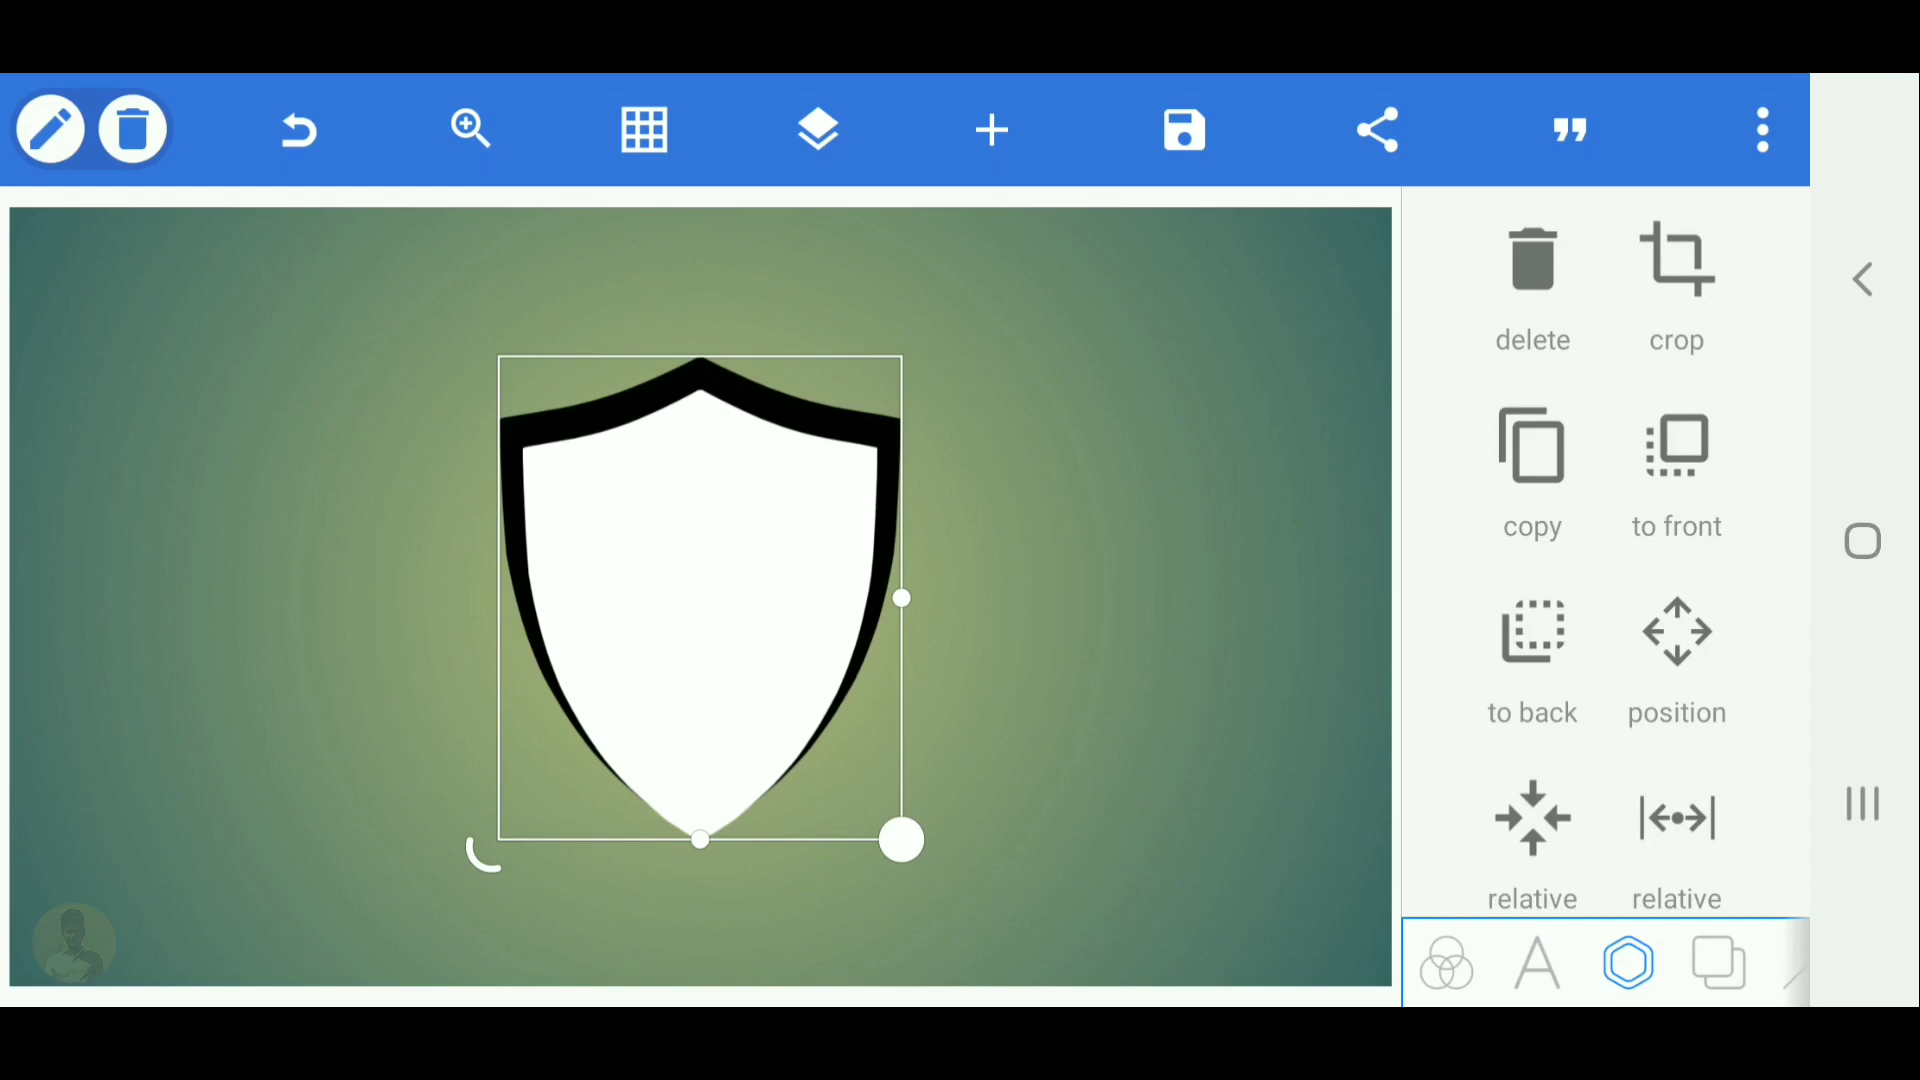 delete
crop
copy
to front
to back
position
relative
relative